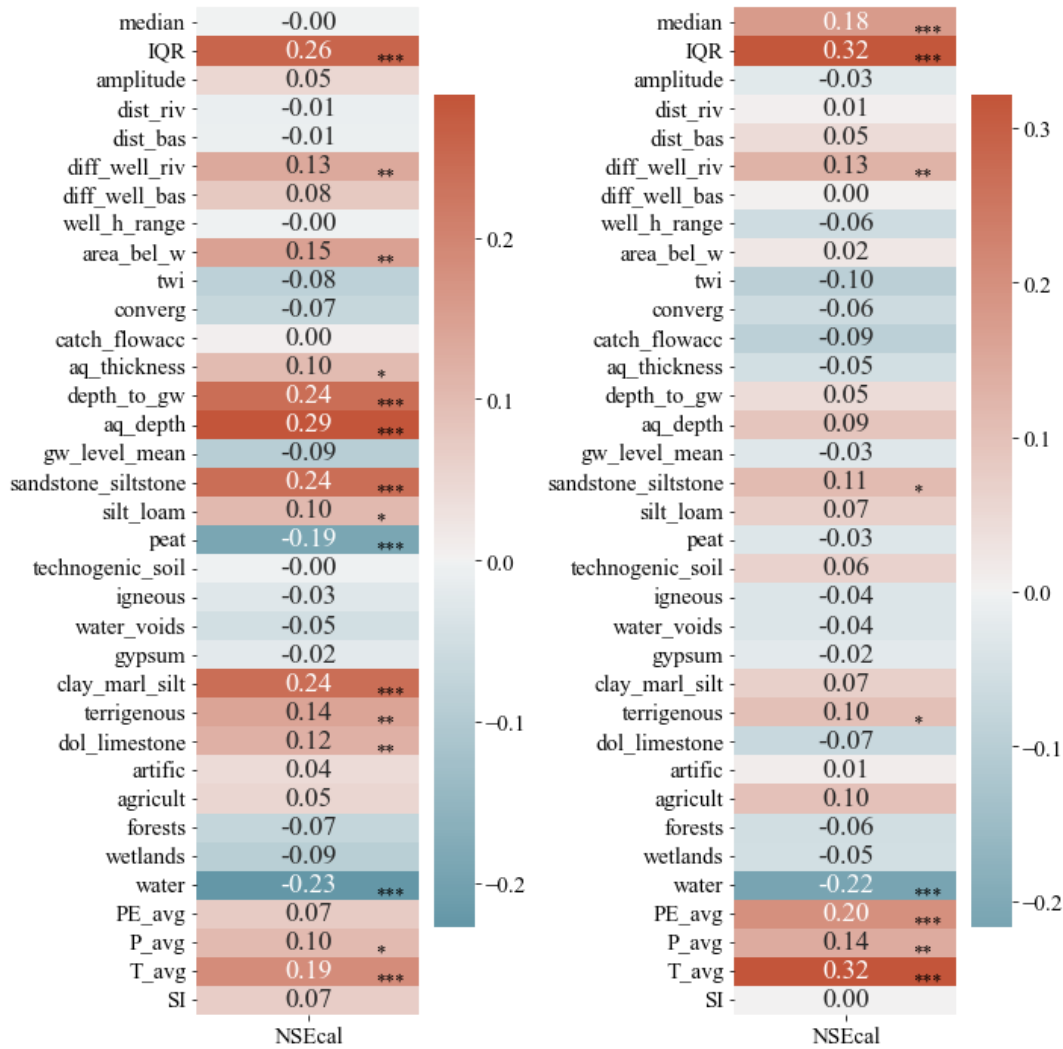 median -0.00
IQR 0.26 ***
amplitude 0.05
dist_riv -0.01
dist_bas -0.01
diff_well_riv 0.13 **
diff_well_bas 0.08
well_h_range -0.00
area_bel_w 0.15 **
twi -0.08
converg -0.07
catch_flowacc 0.00
aq_thickness 0.10 *
depth_to_gw 0.24 ***
aq_depth 0.29 ***
gw_level_mean -0.09
sandstone_siltstone 0.24 ***
silt_loam 0.10 *
peat -0.19 ***
technogenic_soil -0.00
igneous -0.03
water_voids -0.05
gypsum -0.02
clay_marl_silt 0.24 ***
terrigenous 0.14 **
dol_limestone 0.12 **
artific 0.04
agricult 0.05
forests -0.07
wetlands -0.09
water -0.23 ***
PE_avg 0.07
P_avg 0.10 *
T_avg 0.19 ***
SI 0.07
NSEcal
0.2
0.1
0.0
−0.1
−0.2
median 0.18 ***
IQR 0.32 ***
amplitude -0.03
dist_riv 0.01
dist_bas 0.05
diff_well_riv 0.13 **
diff_well_bas 0.00
well_h_range -0.06
area_bel_w 0.02
twi -0.10
converg -0.06
catch_flowacc -0.09
aq_thickness -0.05
depth_to_gw 0.05
aq_depth 0.09
gw_level_mean -0.03
sandstone_siltstone 0.11 *
silt_loam 0.07
peat -0.03
technogenic_soil 0.06
igneous -0.04
water_voids -0.04
gypsum -0.02
clay_marl_silt 0.07
terrigenous 0.10 *
dol_limestone -0.07
artific 0.01
agricult 0.10
forests -0.06
wetlands -0.05
water -0.22 ***
PE_avg 0.20 ***
P_avg 0.14 **
T_avg 0.32 ***
SI 0.00
NSEcal
0.3
0.2
0.1
0.0
−0.1
−0.2